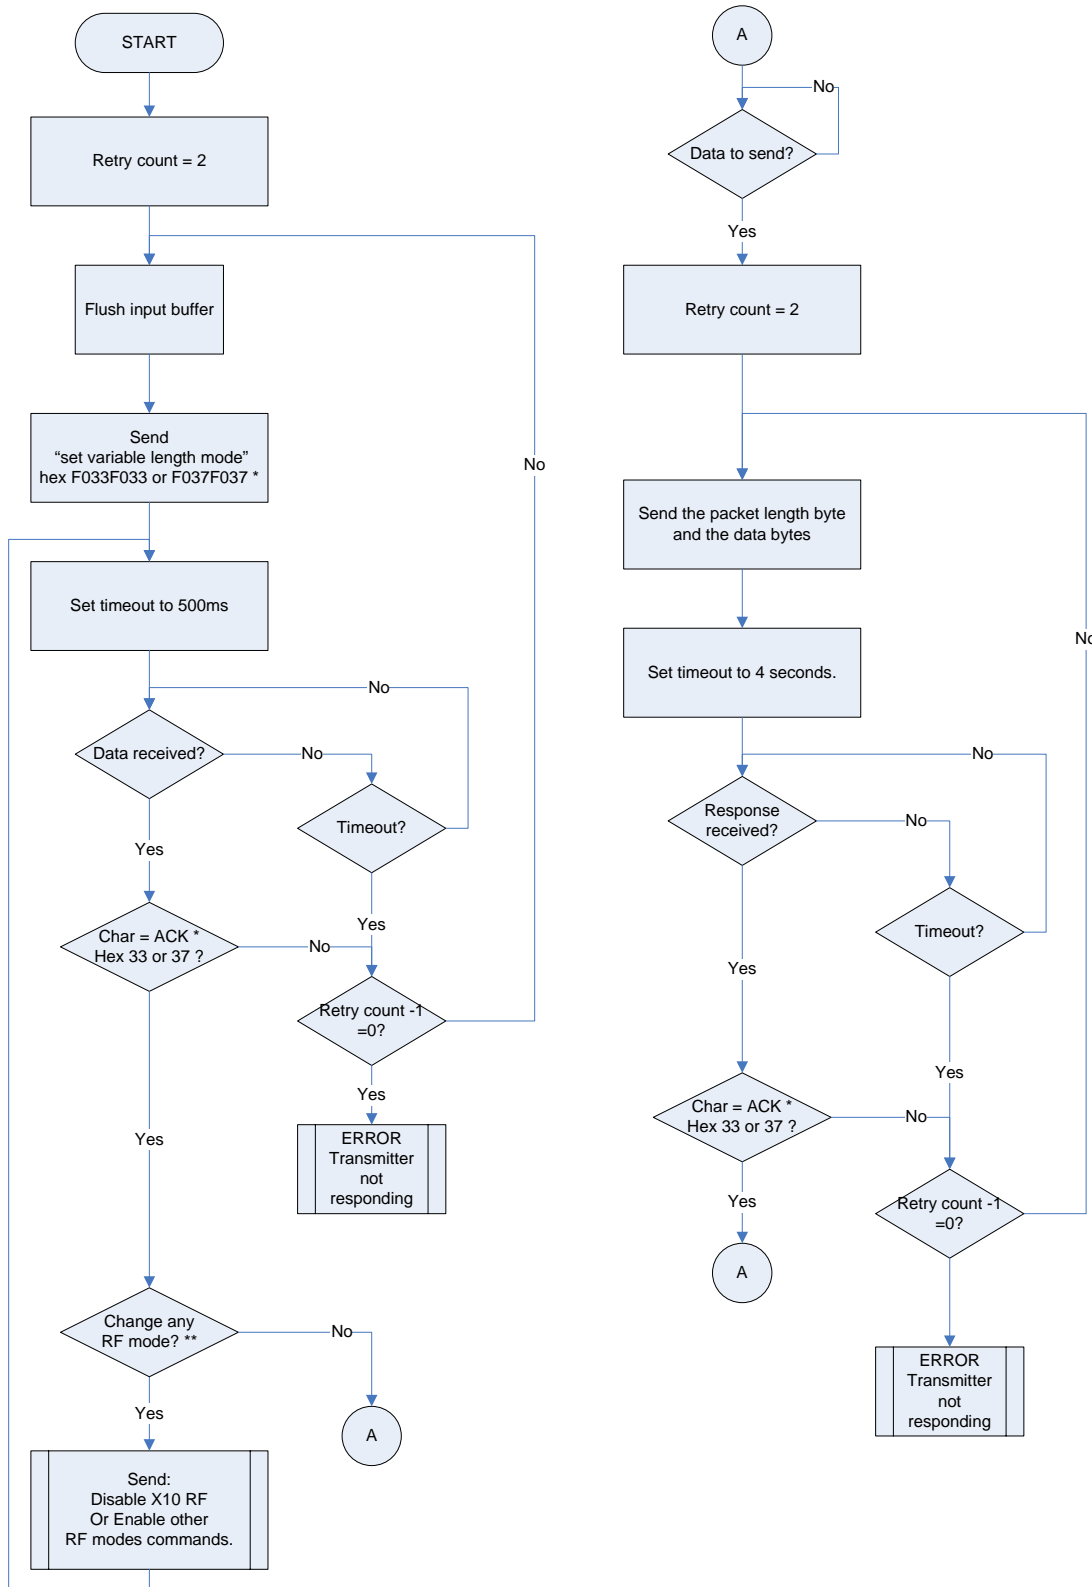 START
Retry count = 2
Flush input buffer
Send
“set variable length mode”
hex F033F033 or F037F037 *
No
Set timeout to 500ms
No
Data received?
No
Timeout?
Yes
Yes
Char = ACK *
Hex 33 or 37 ?
No
Retry count -1
=0?
Yes
ERROR
Transmitter
not
responding
Yes
Change any
RF mode? **
No
Yes
A
Send:
Disable X10 RF
Or Enable other
RF modes commands.
A
No
Data to send?
Yes
Retry count = 2
Send the packet length byte
and the data bytes
No
Set timeout to 4 seconds.
No
Response
received?
No
Timeout?
Yes
Yes
Char = ACK *
Hex 33 or 37 ?
No
Yes
Retry count -1
=0?
A
ERROR
Transmitter
not
responding